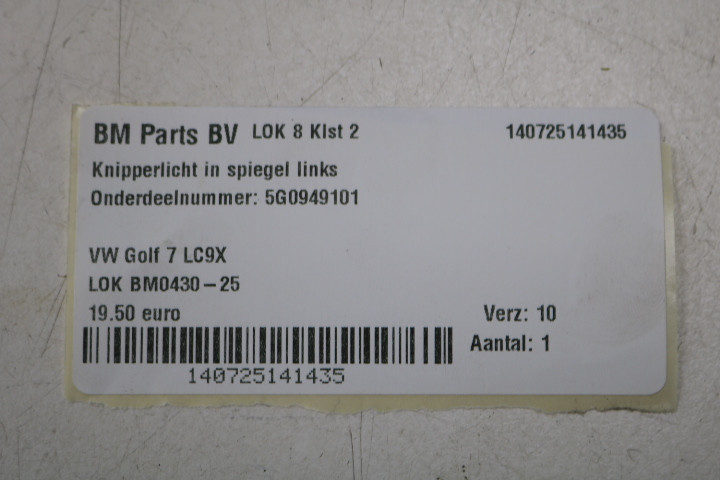 BM Parts BV LOK 8 Klst 2 140725141435
Knipperlicht in spiegel links
Onderdeelnummer: 5G0949101
VW Golf 7 LC9X
LOK BM0430-25
19.50 euro Verz: 10
Aantal: 1
140725141435